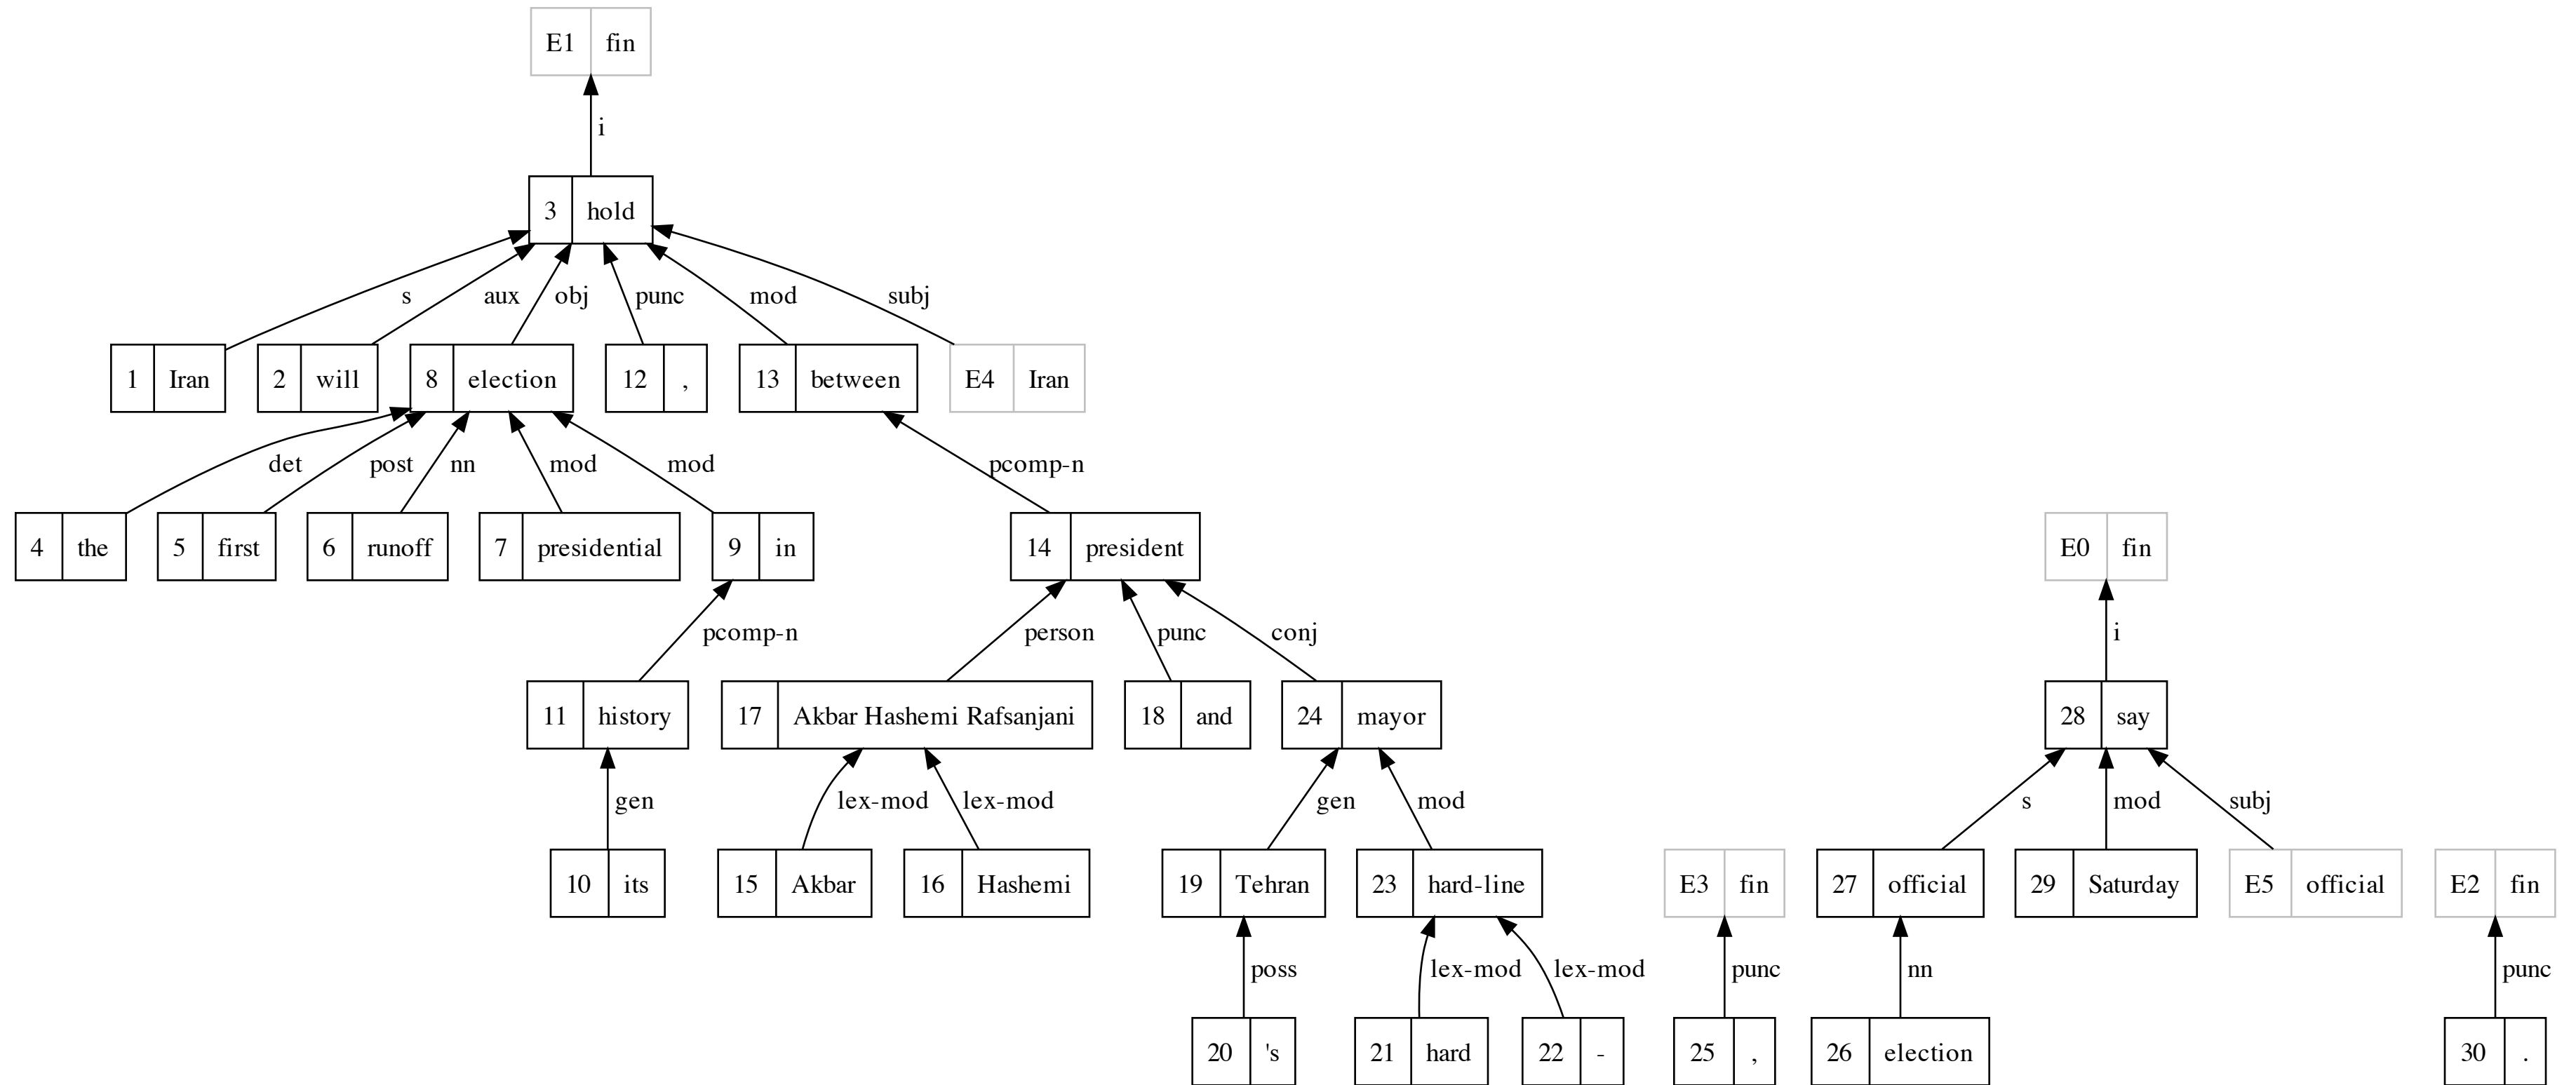 E1 fin
i
3 hold
s aux obj punc mod subj
1 Iran 2 will 8 election 12 , 13 between E4 Iran
det post nn mod mod pcomp-n
4 the 5 first 6 runoff 7 presidential 9 in 14 president E0 fin
pcomp-n person punc conj i
11 history 17 Akbar Hashemi Rafsanjani 18 and 24 mayor 28 say
gen lex-mod lex-mod gen mod s mod subj
10 its 15 Akbar 16 Hashemi 19 Tehran 23 hard-line E3 fin 27 official 29 Saturday E5 official E2 fin
poss lex-mod lex-mod punc nn punc
20 's 21 hard 22 - 25 , 26 election 30 .